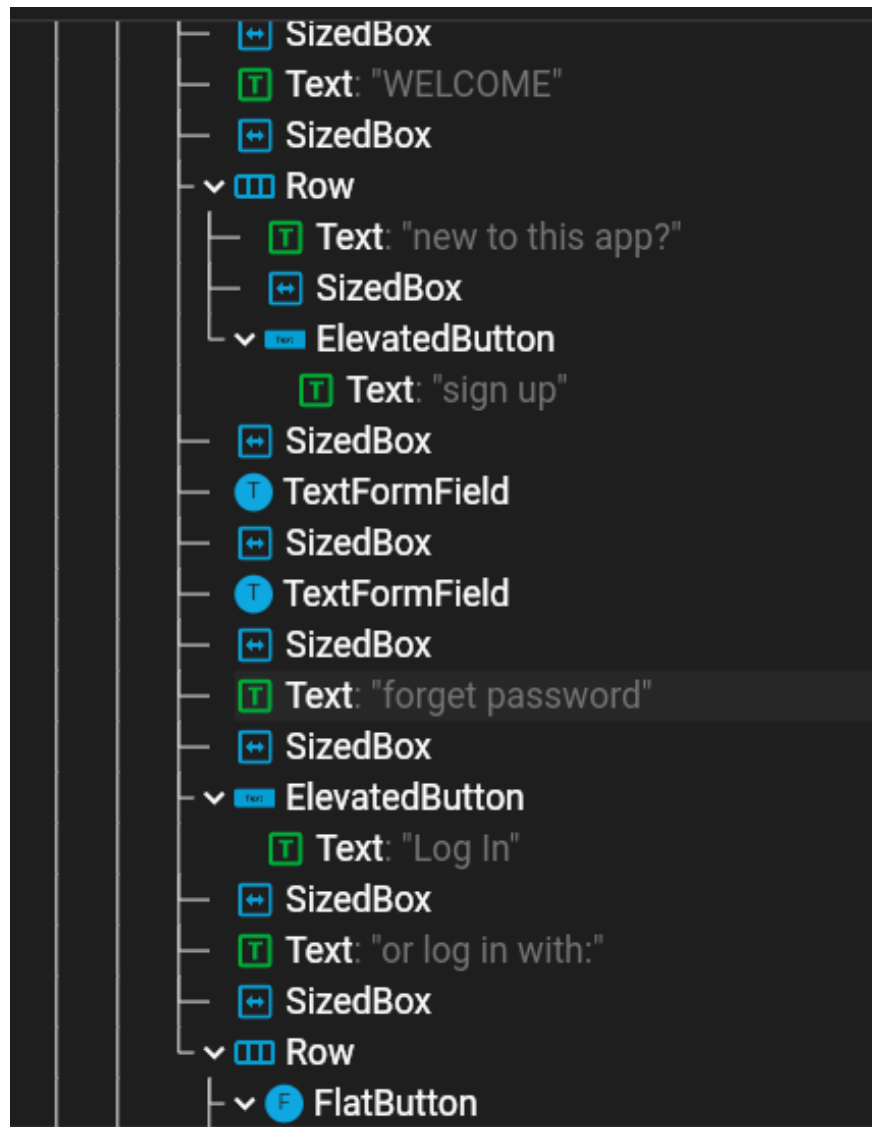 SizedBox
Text: "WELCOME"
SizedBox
Row
Text: "new to this app?"
SizedBox
ElevatedButton
Text: "sign up"
SizedBox
TextFormField
SizedBox
TextFormField
SizedBox
Text: "forget password"
SizedBox
ElevatedButton
Text: "Log In"
SizedBox
Text: "or log in with:"
SizedBox
Row
FlatButton